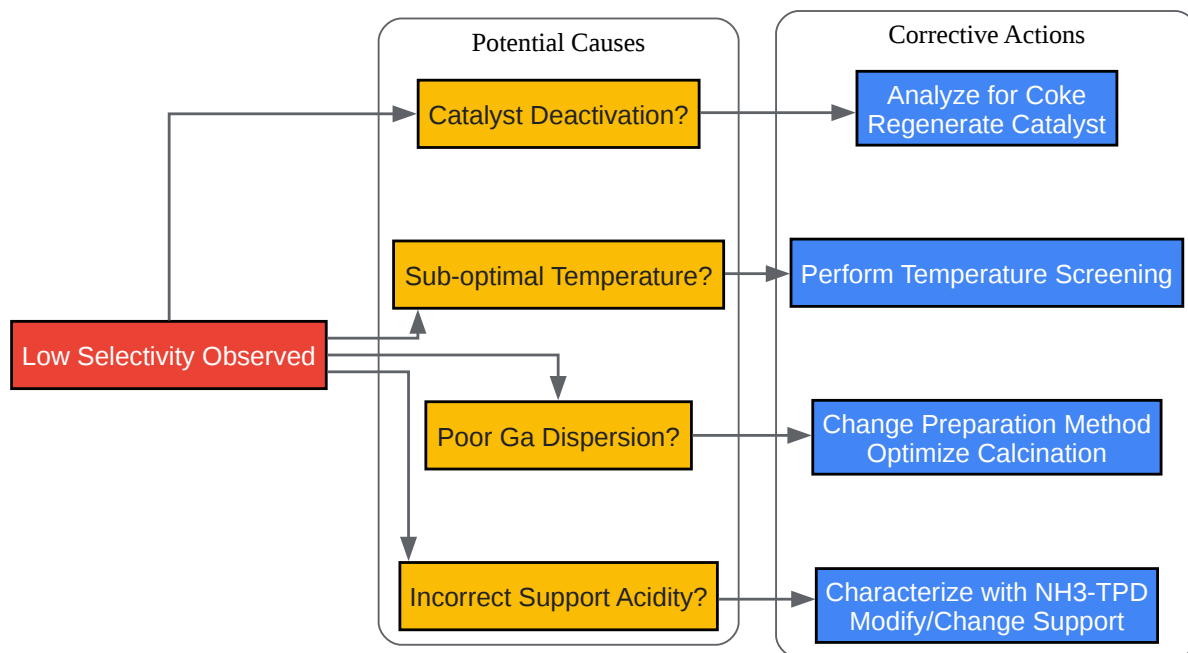 Potential Causes
Corrective Actions
Catalyst Deactivation?
Analyze for Coke
Regenerate Catalyst
Sub-optimal Temperature?
Perform Temperature Screening
Low Selectivity Observed
Poor Ga Dispersion?
Change Preparation Method
Optimize Calcination
Incorrect Support Acidity?
Characterize with NH3-TPD
Modify/Change Support